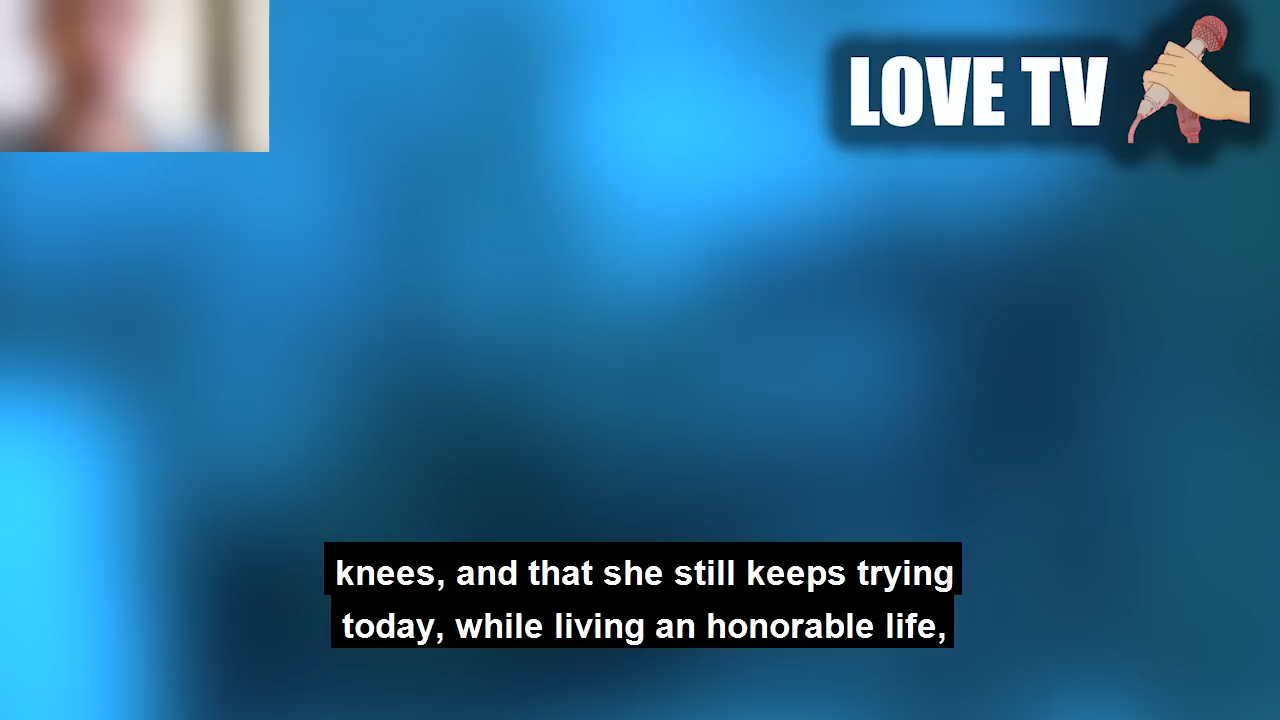 LOVE TV
knees, and that she still keeps trying
today, while living an honorable life,